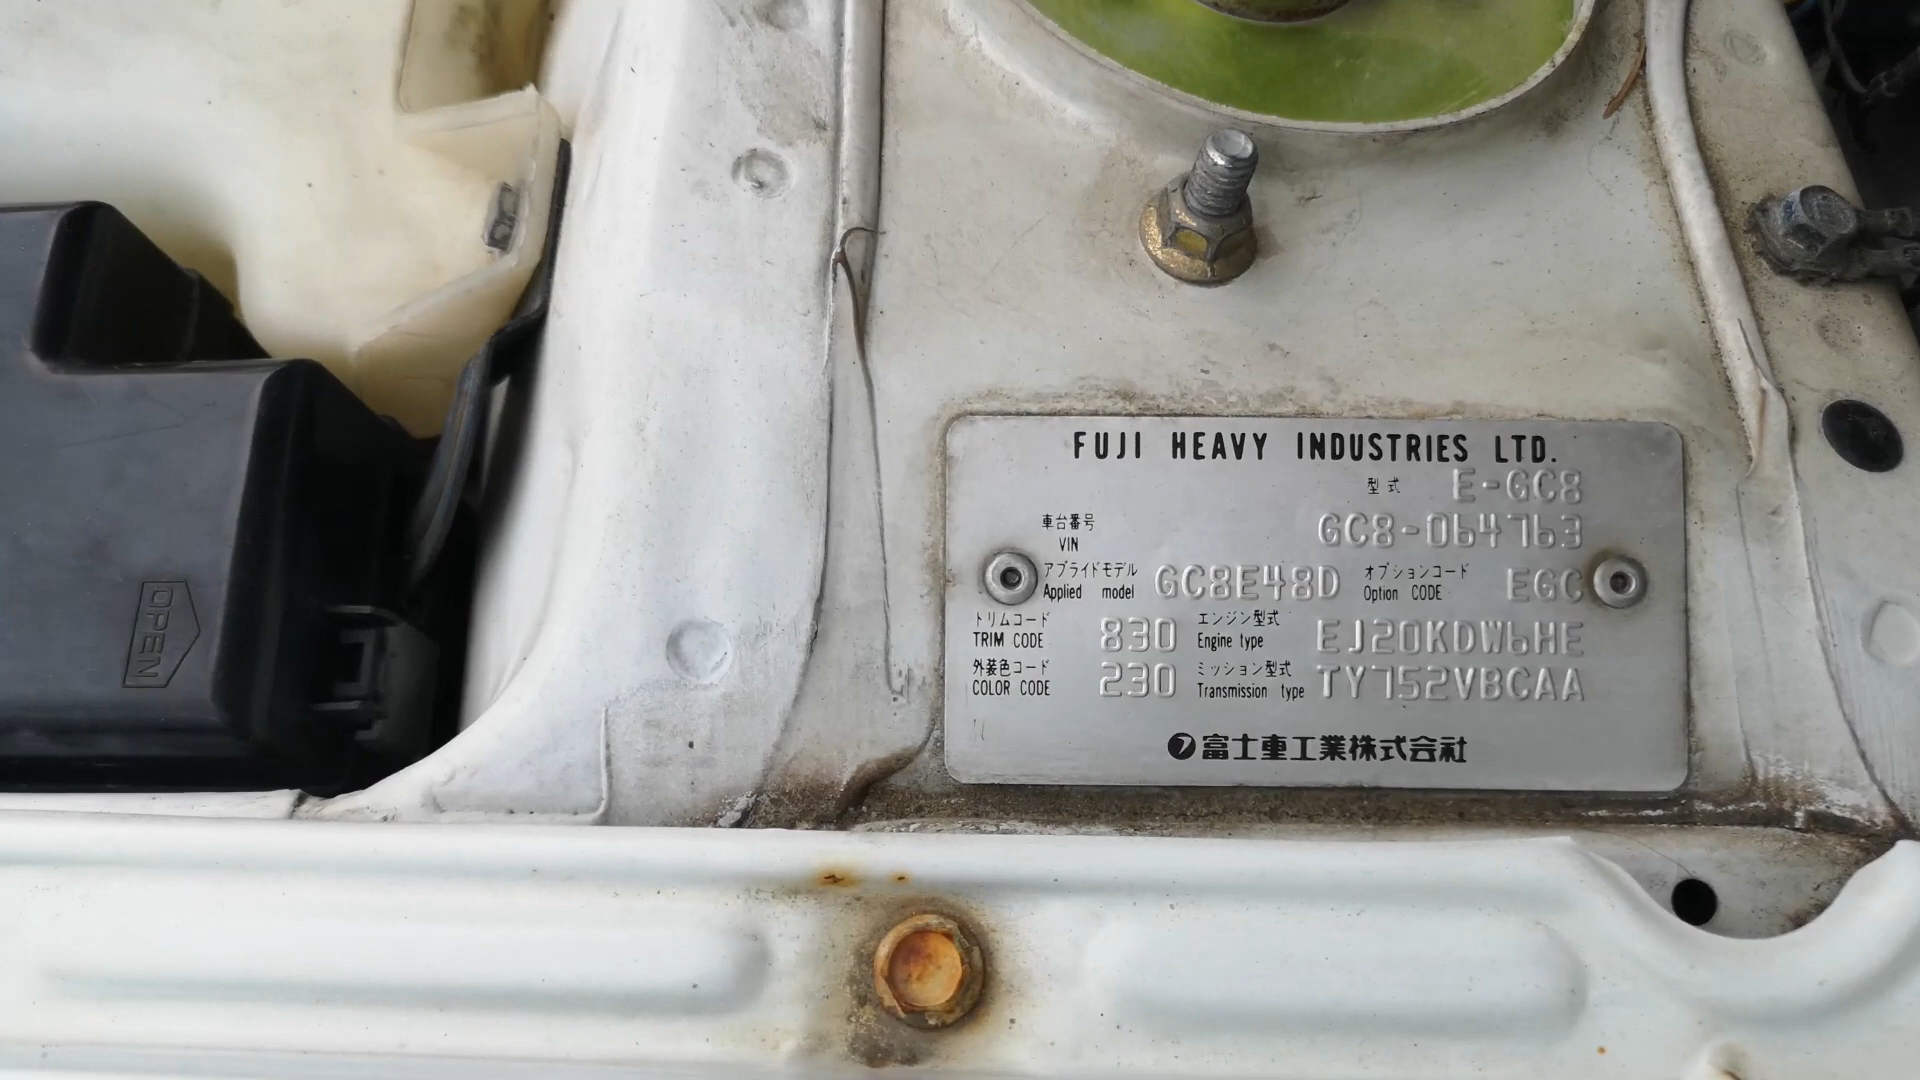 FUJI HEAVY INDUSTRIES LTD.
型式 E-GC8
車台番号 VIN GC8-064763
アプライドモデル Applied model GC8E48D オプションコード Option CODE EGC
トリムコード TRIM CODE 830 エンジン型式 Engine type EJ20KDW6HE
外装色コード COLOR CODE 230 ミッション型式 Transmission type TY752VBCAA
富士重工業株式会社
OPEN